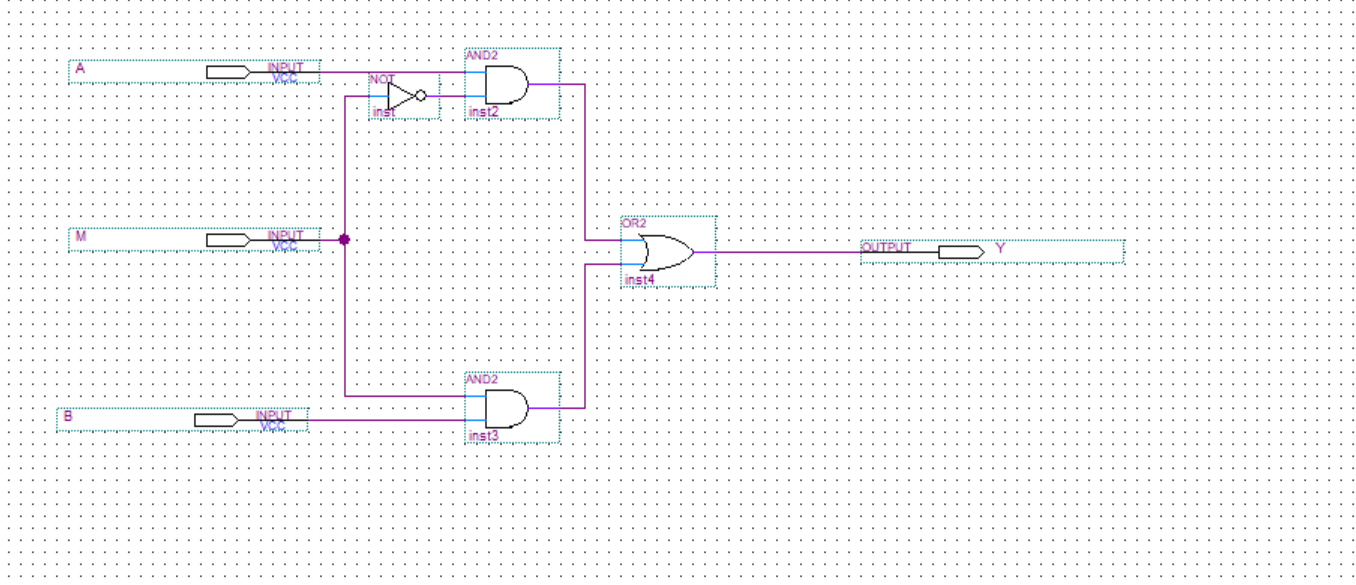 AND2
A
INPUT
VCC
NOT
inst
inst2
OR2
M
INPUT
VCC
OUTPUT
Y
inst4
AND2
B
INPUT
VCC
inst3